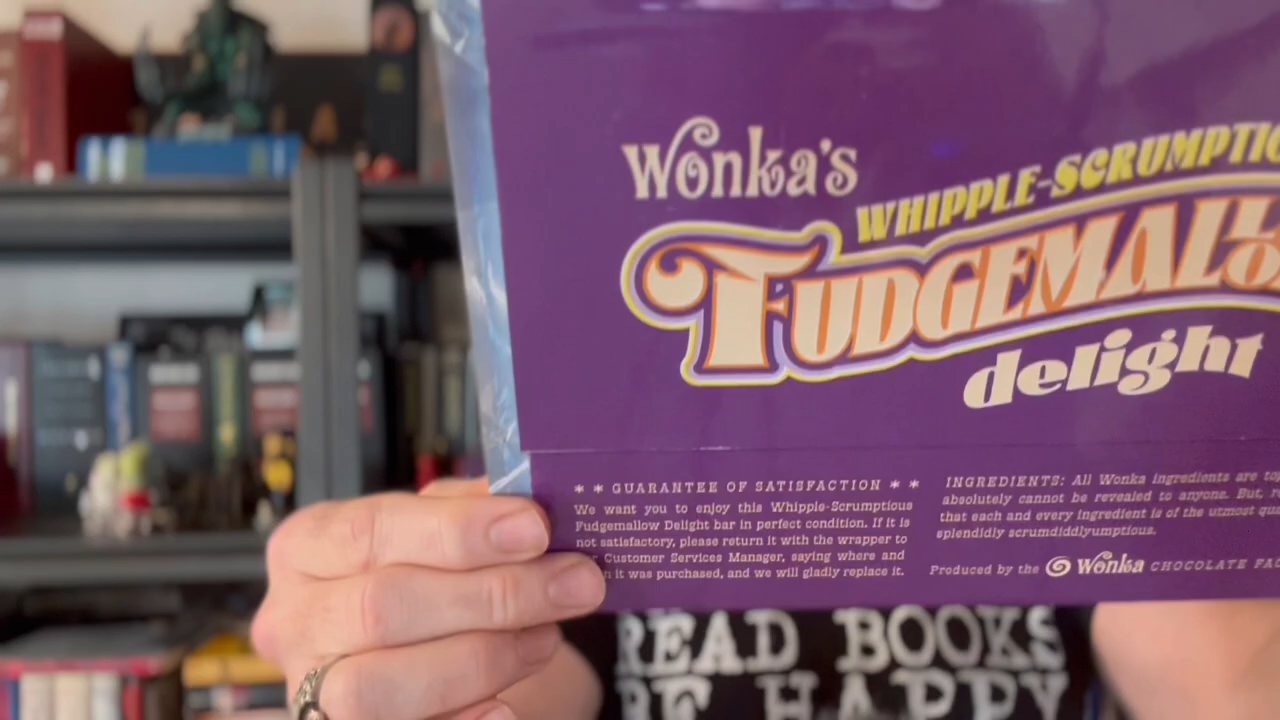 Wonka's
WHIPPLE-SCRUMPTIO
FUDGEMALLO
delight
* * GUARANTEE OF SATISFACTION * *
We want you to enjoy this Whipple-Scrumptious
Fudgemallow Delight bar in perfect condition. If it is
not satisfactory, please return it with the wrapper to
Customer Services Manager, saying where and
it was purchased, and we will gladly replace it.
INGREDIENTS: All Wonka ingredients are
absolutely cannot be revealed to anyone. But,
that each and every ingredient is of the utmost
splendidly scrumdiddlyumptious.
Produced by the Wonka CHOCOLATE
READ BOOKS
BE HAPPY